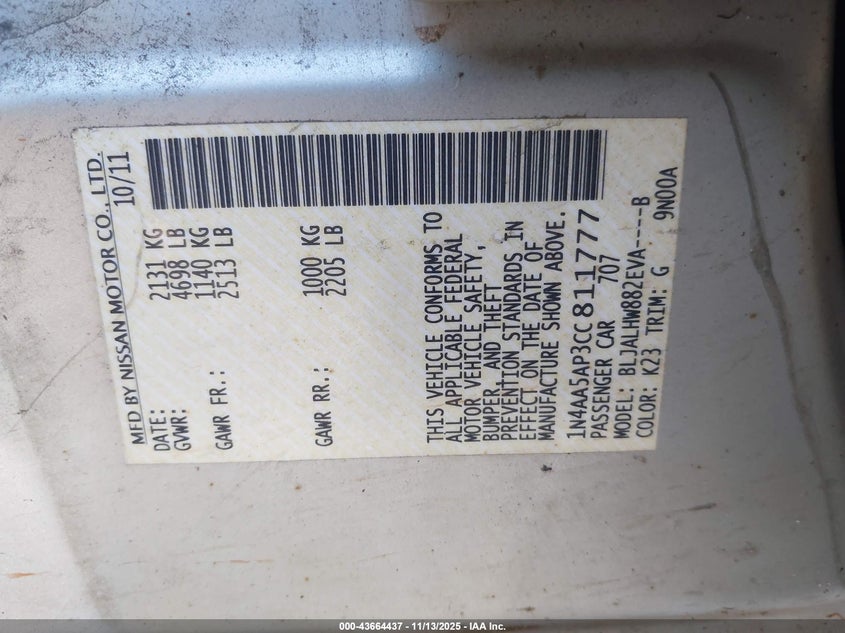 MFD BY NISSAN MOTOR CO., LTD.
DATE: 10/11
GVWR: 2131 KG
4698 LB
GAWR FR.: 1140 KG
2513 LB
GAWR RR.: 1000 KG
2205 LB
THIS VEHICLE CONFORMS TO
ALL APPLICABLE FEDERAL
MOTOR VEHICLE SAFETY,
BUMPER, AND THEFT
PREVENTION STANDARDS IN
EFFECT ON THE DATE OF
MANUFACTURE SHOWN ABOVE.
1N4AA5AP3CC811777
PASSENGER CAR 707
MODEL: BLJALHW882EVA----B
COLOR: K23 TRIM: G 9N00A
000-43664437 - 11/13/2025 - IAA Inc.